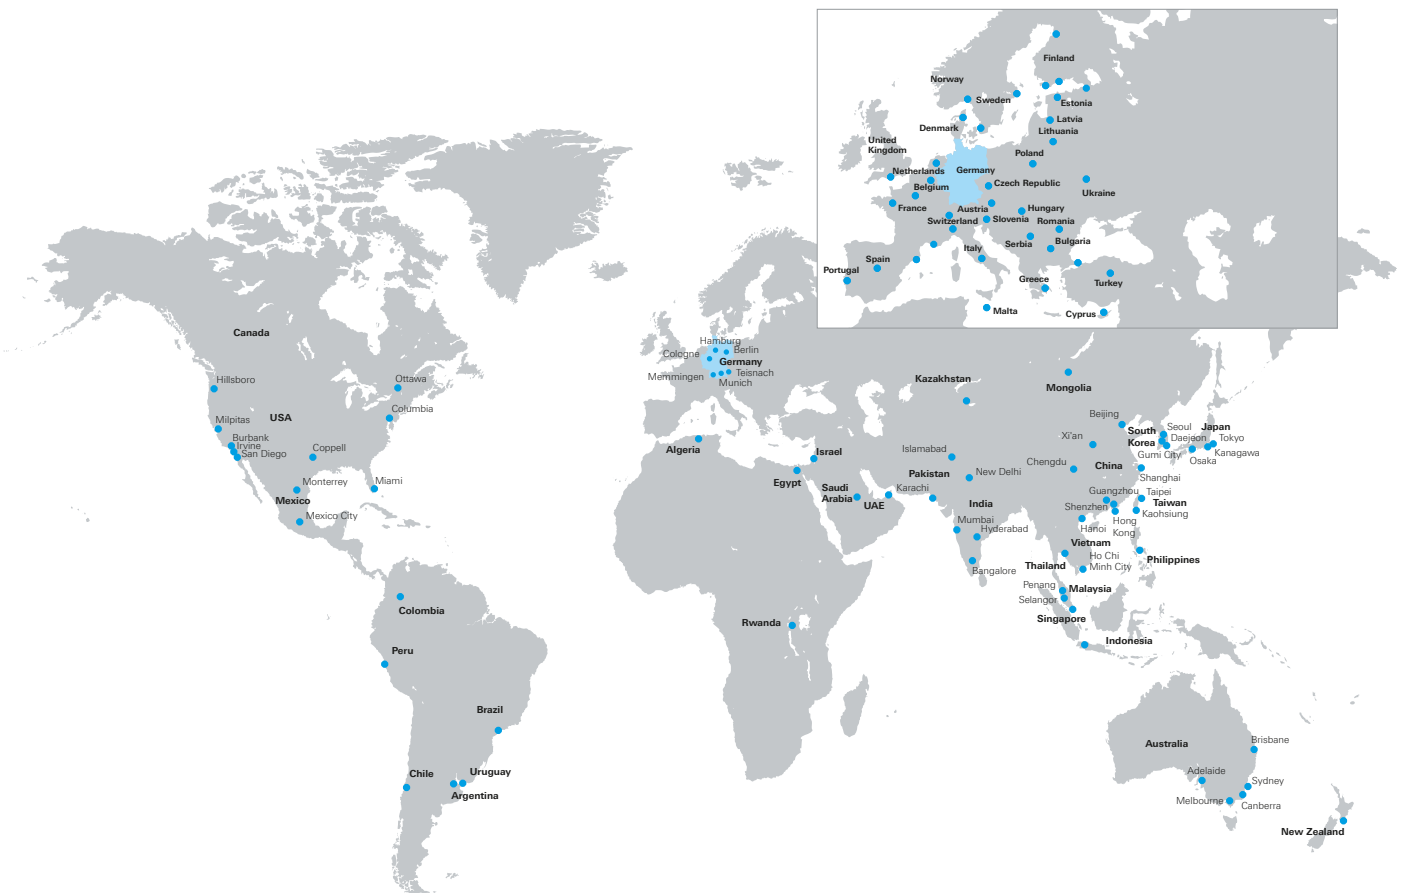 Finland
Norway
Sweden
Estonia
Latvia
Denmark
Lithuania
United
Kingdom
Poland
Netherlands
Germany
Czech Republic
Belgium
Ukraine
France
Austria
Hungary
Switzerland
Slovenia
Romania
Serbia
Bulgaria
Italy
Spain
Portugal
Greece
Turkey
Malta
Cyprus
Canada
Hillsboro
Ottawa
USA
Columbia
Milpitas
Burbank
Irvine
San Diego
Coppell
Monterrey
Miami
Mexico
Mexico City
Colombia
Peru
Brazil
Chile
Uruguay
Argentina
Hamburg
Cologne
Berlin
Germany
Memmingen
Teisnach
Munich
Algeria
Israel
Egypt
Saudi
Arabia
UAE
Rwanda
Kazakhstan
Mongolia
Islamabad
Pakistan
Karachi
New Delhi
India
Mumbai
Hyderabad
Bangalore
Beijing
Xi'an
Chengdu
China
Shanghai
Guangzhou
Shenzhen
Hong
Kong
South
Korea
Seoul
Daejeon
Gumi City
Japan
Tokyo
Kanagawa
Osaka
Taipei
Taiwan
Kaohsiung
Hanoi
Vietnam
Ho Chi
Minh City
Thailand
Philippines
Penang
Malaysia
Selangor
Singapore
Indonesia
Australia
Brisbane
Adelaide
Sydney
Melbourne
Canberra
New Zealand